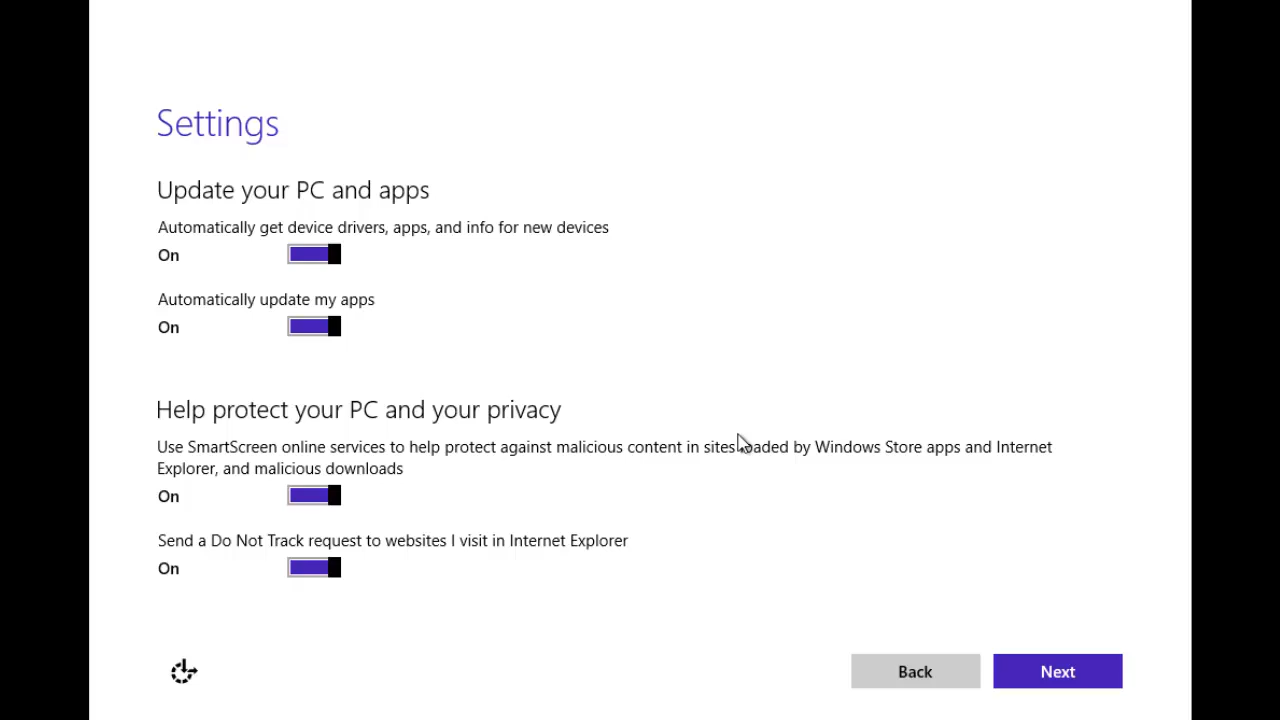 Settings
Update your PC and apps
Automatically get device drivers, apps, and info for new devices
On
Automatically update my apps
On
Help protect your PC and your privacy
Use SmartScreen online services to help protect against malicious content in sites loaded by Windows Store apps and Internet
Explorer, and malicious downloads
On
Send a Do Not Track request to websites I visit in Internet Explorer
On
Back
Next